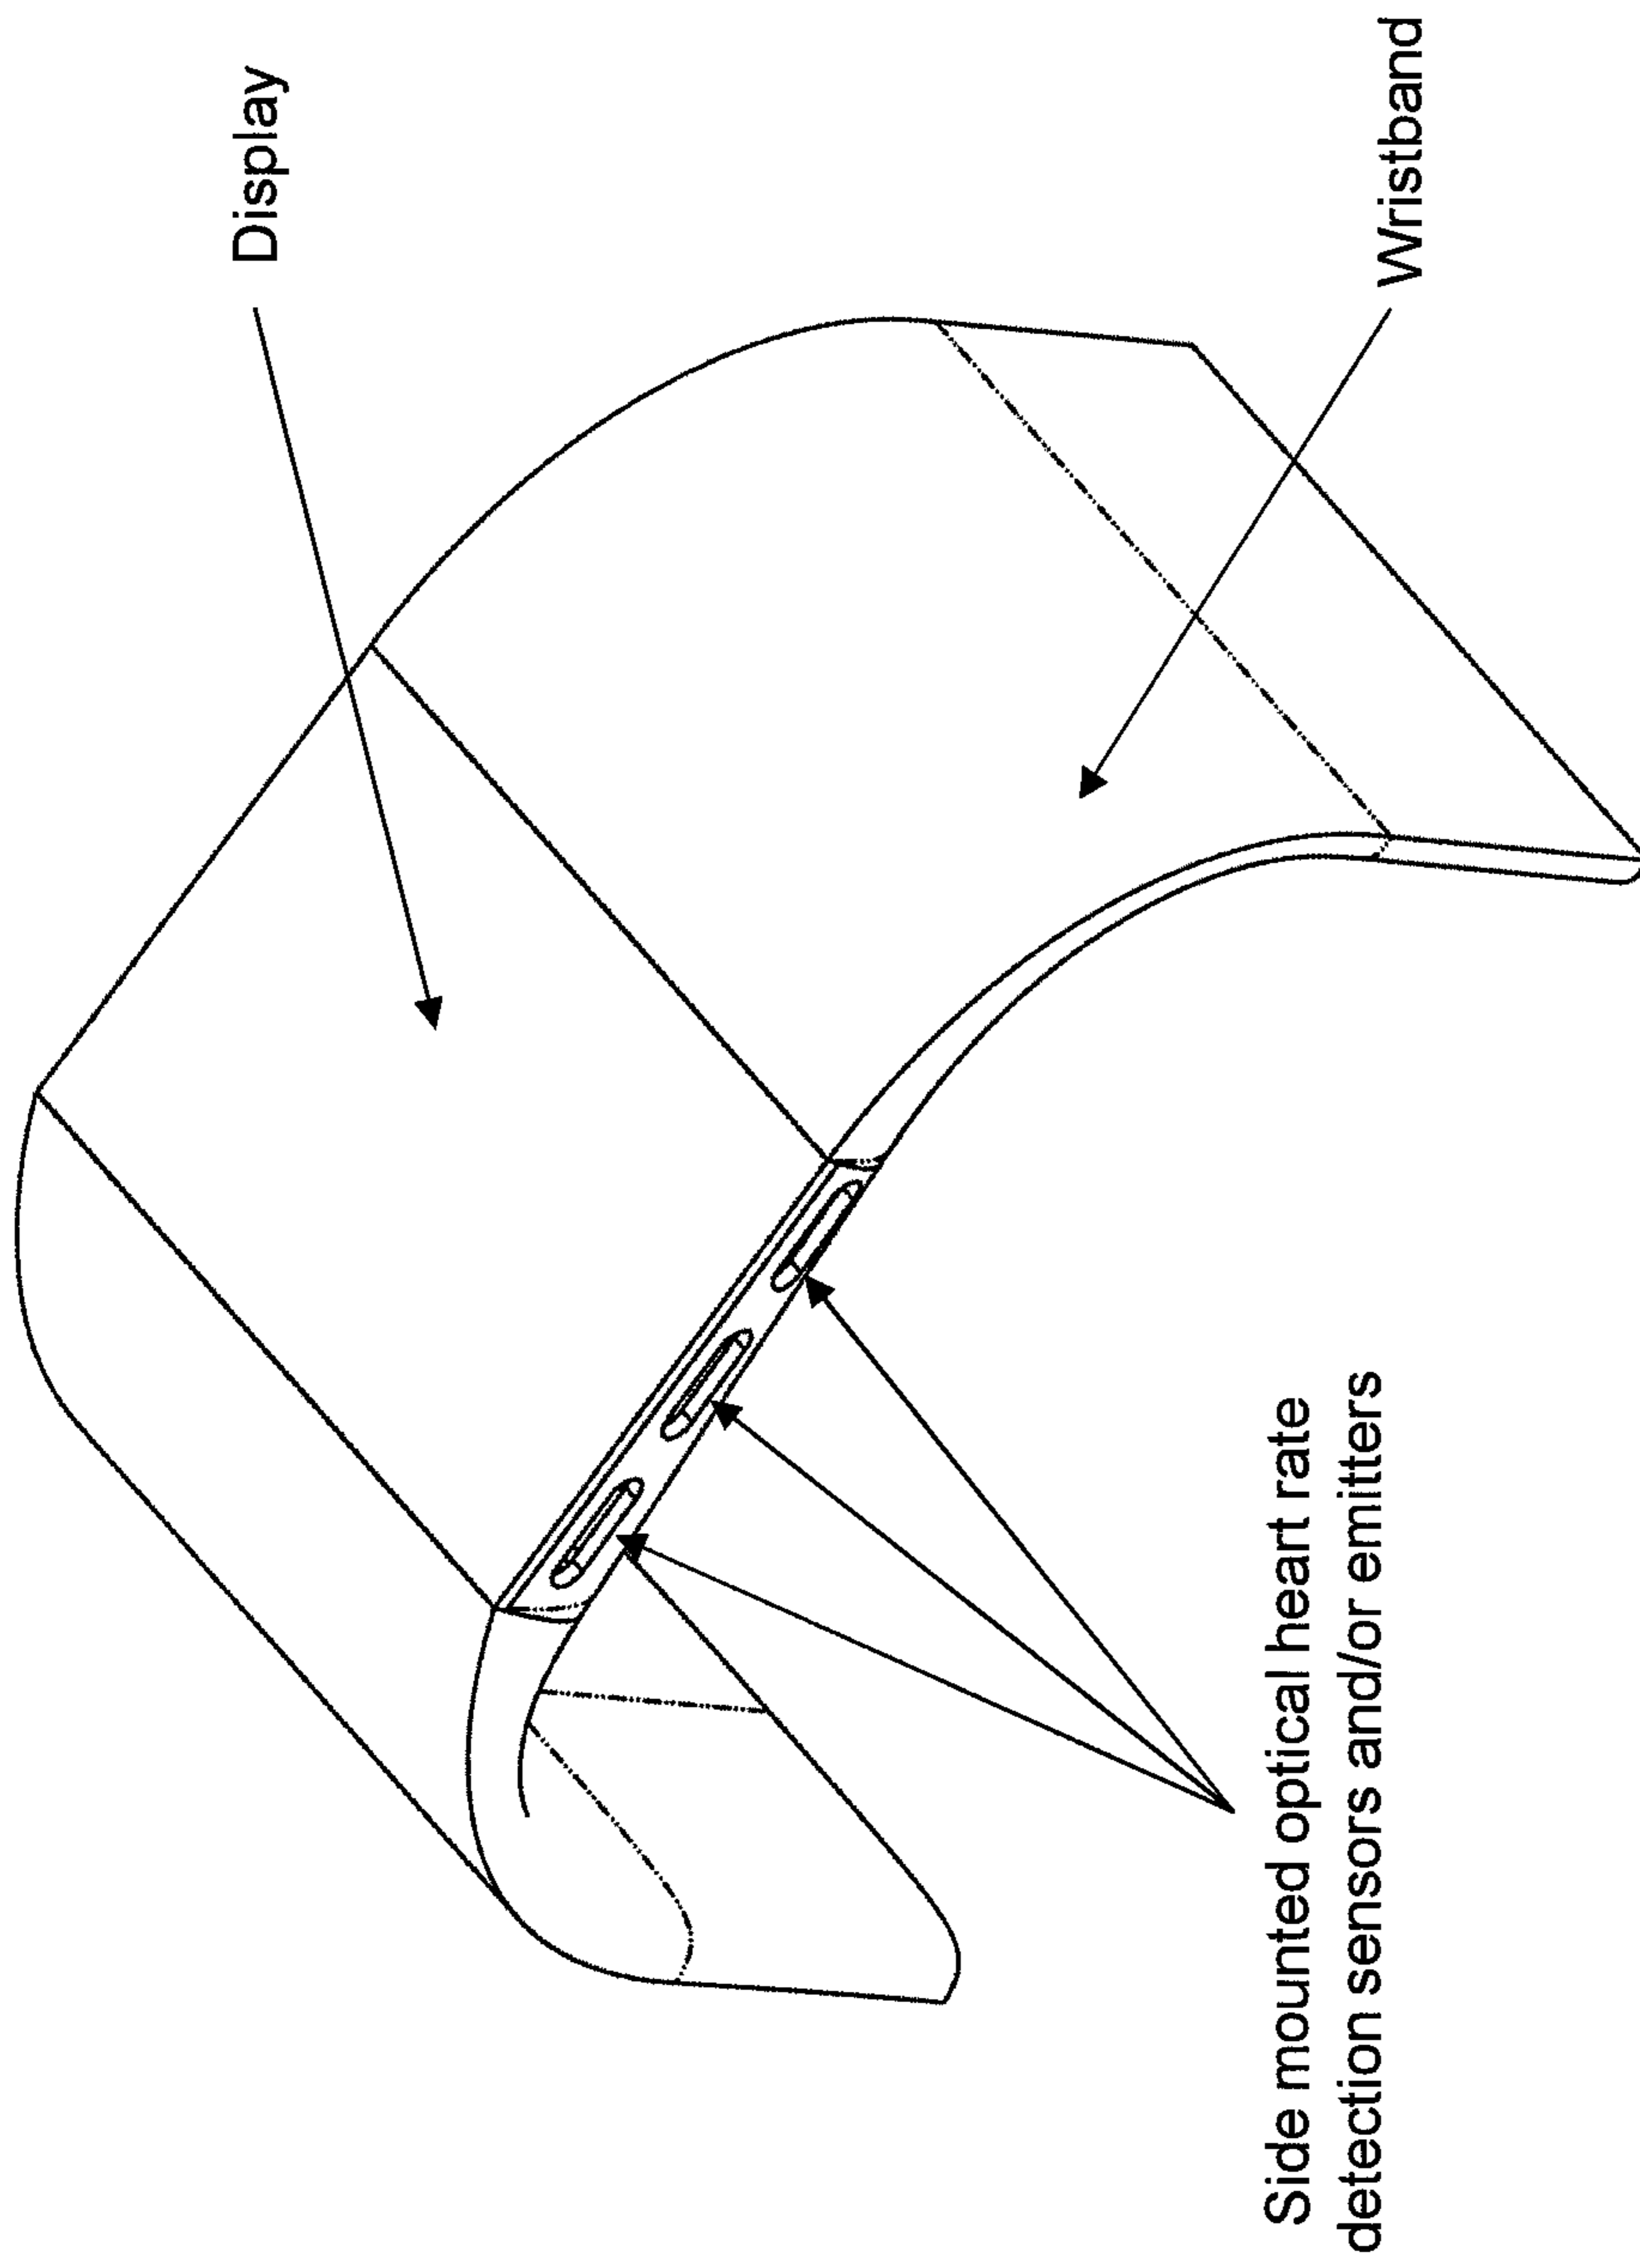 Display
Wristband
Side mounted optical heart rate
detection sensors and/or emitters